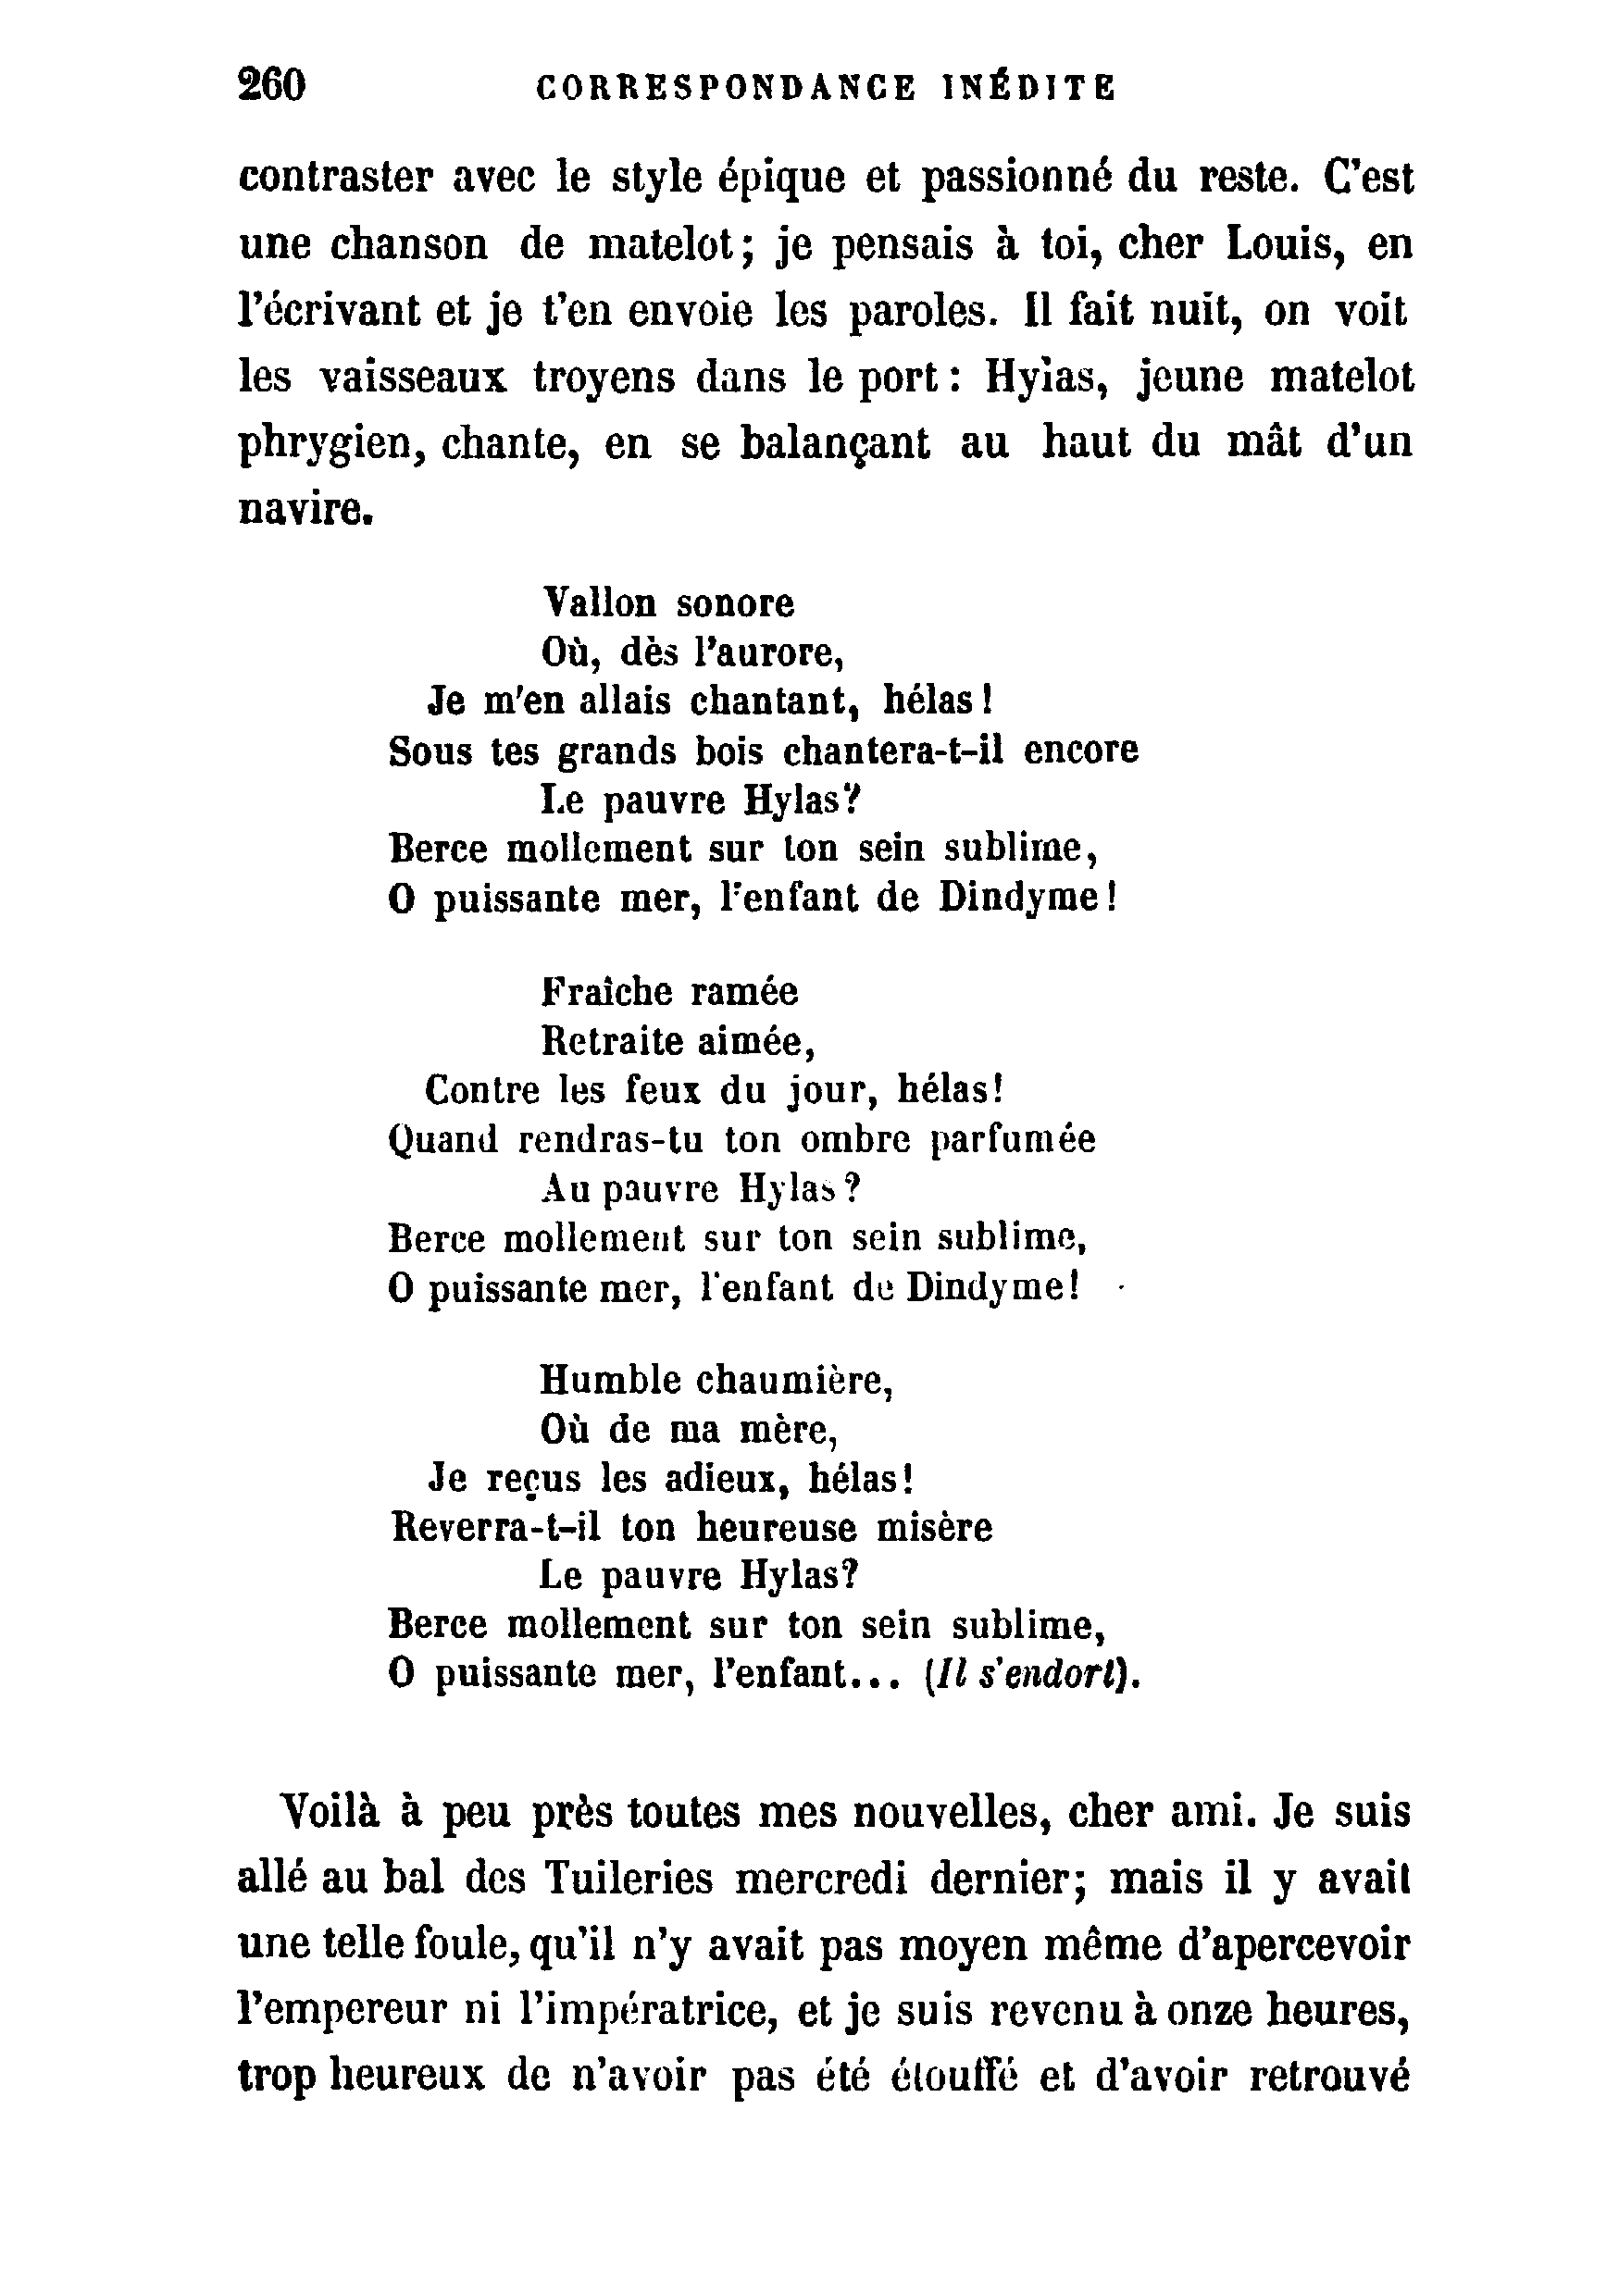 260 CORRESPONDANCE INÉDITE
contraster avec le style épique et passionné du reste. C'est
une chanson de matelot; je pensais à toi, cher Louis, en
l'écrivant et je t'en envoie les paroles. Il fait nuit, on voit
les vaisseaux troyens dans le port : Hylas, jeune matelot
phrygien, chante, en se balançant au haut du mât d'un
navire.
Vallon sonore
Où, dès l'aurore,
Je m'en allais chantant, hélas!
Sous tes grands bois chantera-t-il encore
Le pauvre Hylas?
Berce mollement sur ton sein sublime,
O puissante mer, l'enfant de Dindyme!
Fraîche ramée
Retraite aimée,
Contre les feux du jour, hélas!
Quand rendras-tu ton ombre parfumée
Au pauvre Hylas?
Berce mollement sur ton sein sublime,
O puissante mer, l'enfant de Dindyme!
Humble chaumière,
Où de ma mère,
Je reçus les adieux, hélas!
Reverra-t-il ton heureuse misère
Le pauvre Hylas?
Berce mollement sur ton sein sublime,
O puissante mer, l'enfant... (Il s'endort).
Voilà à peu près toutes mes nouvelles, cher ami. Je suis
allé au bal des Tuileries mercredi dernier; mais il y avait
une telle foule, qu'il n'y avait pas moyen même d'apercevoir
l'empereur ni l'impératrice, et je suis revenu à onze heures,
trop heureux de n'avoir pas été étouffé et d'avoir retrouvé